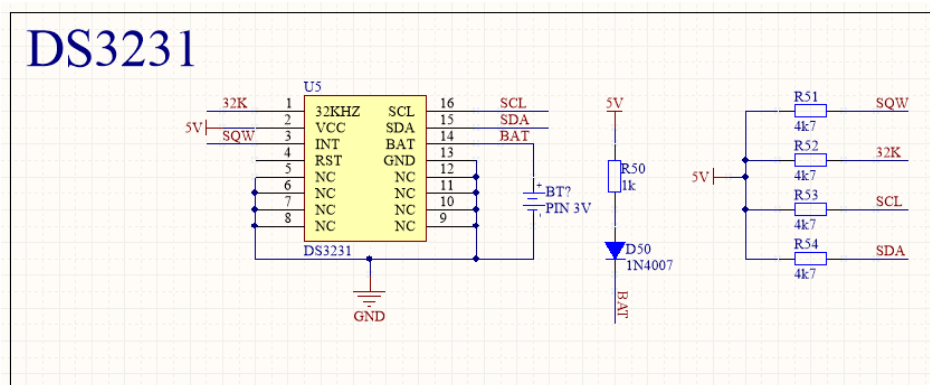 DS3231
U5
32K 1 32KHZ SCL 16 SCL
5V 2 VCC SDA 15 SDA
SQW 3 INT BAT 14 BAT
4 RST GND 13
5 NC NC 12
6 NC NC 11
7 NC NC 10
8 NC NC 9
DS3231
GND
+ BT?
PIN 3V
5V
R50
1k
D50
1N4007
BAT
5V
R51 SQW
4k7
R52 32K
4k7
R53 SCL
4k7
R54 SDA
4k7